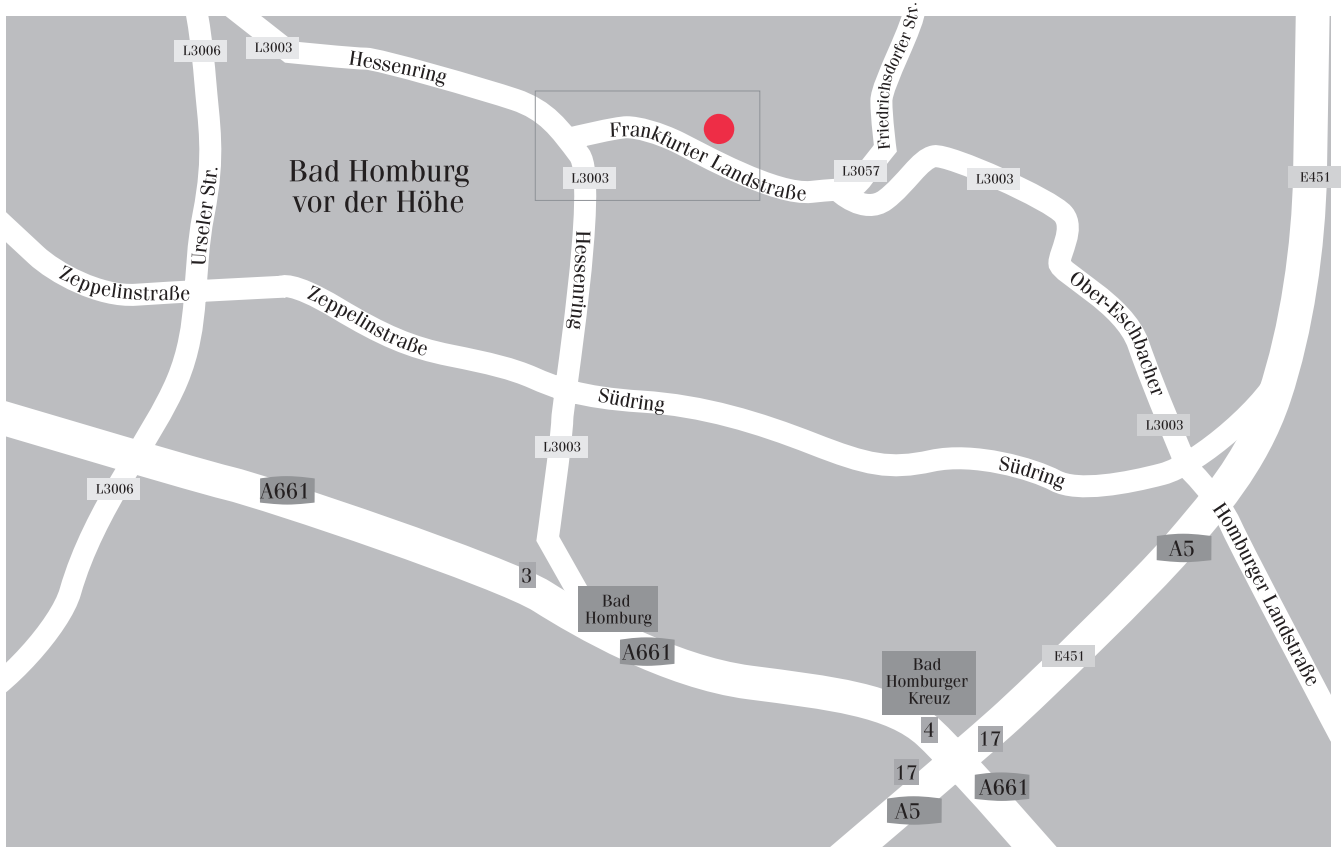 Friedrichsdorfer Str.
L3006
L3003
Hessenring
Frankfurter Landstraße
Bad Homburg
vor der Höhe
L3003
L3057
L3003
E451
Urseler Str.
Hessenring
Zeppelinstraße
Zeppelinstraße
Ober-Eschbacher
Südring
L3003
L3003
Südring
L3006
A661
Homburger Landstraße
A5
3
Bad
Homburg
A661
E451
Bad
Homburger
Kreuz
4
17
17
A661
A5